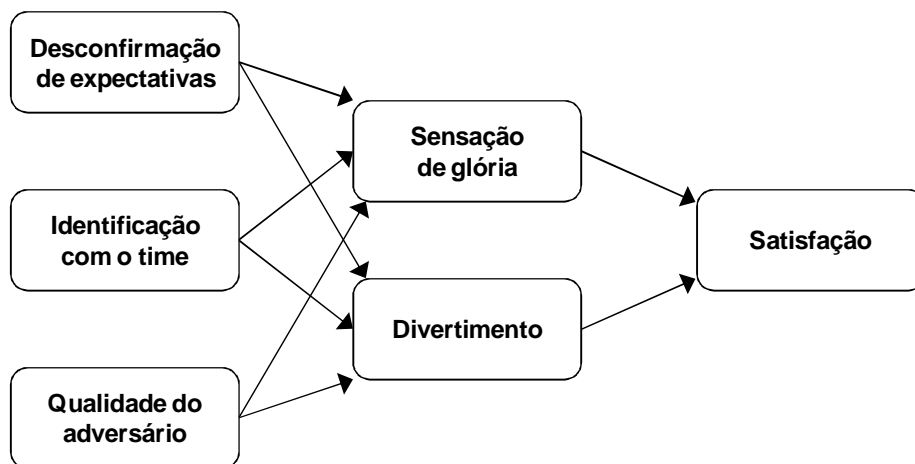 Desconfirmação
de expectativas
Sensação
de glória
Identificação
com o time
Satisfação
Divertimento
Qualidade do
adversário